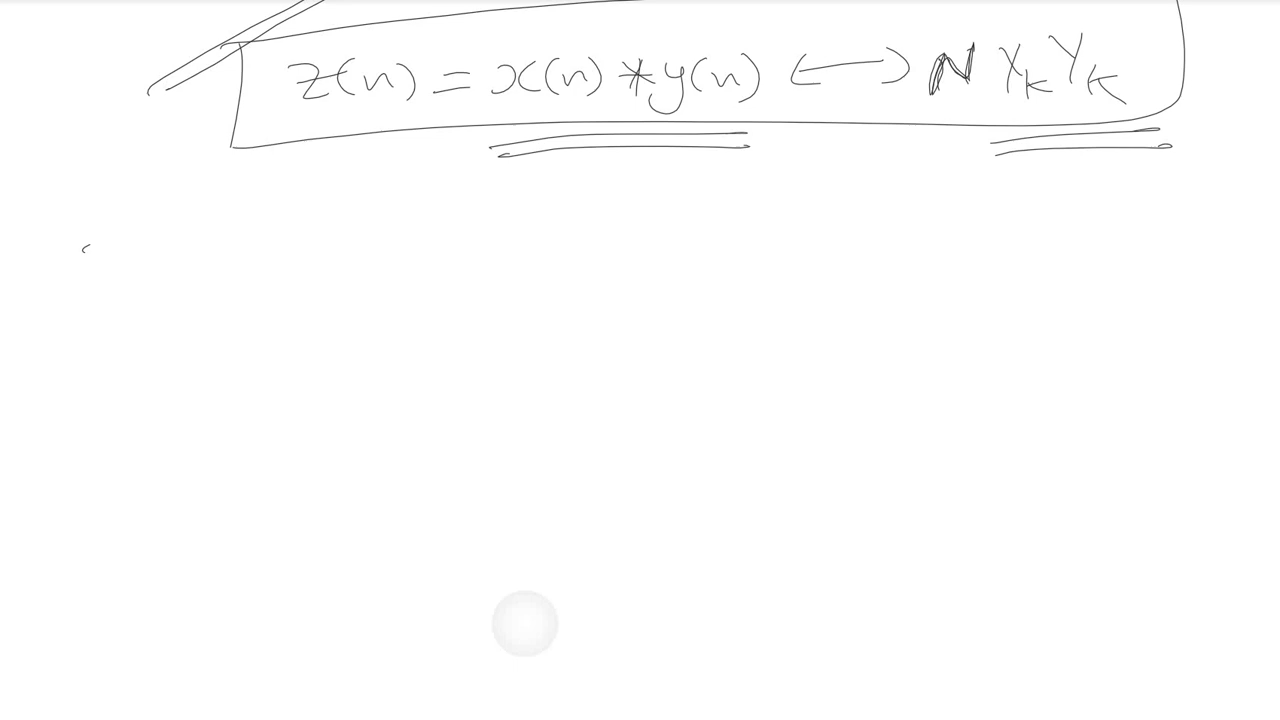 z(n) = x(n) * y(n) ⟷ N X_k Y_k